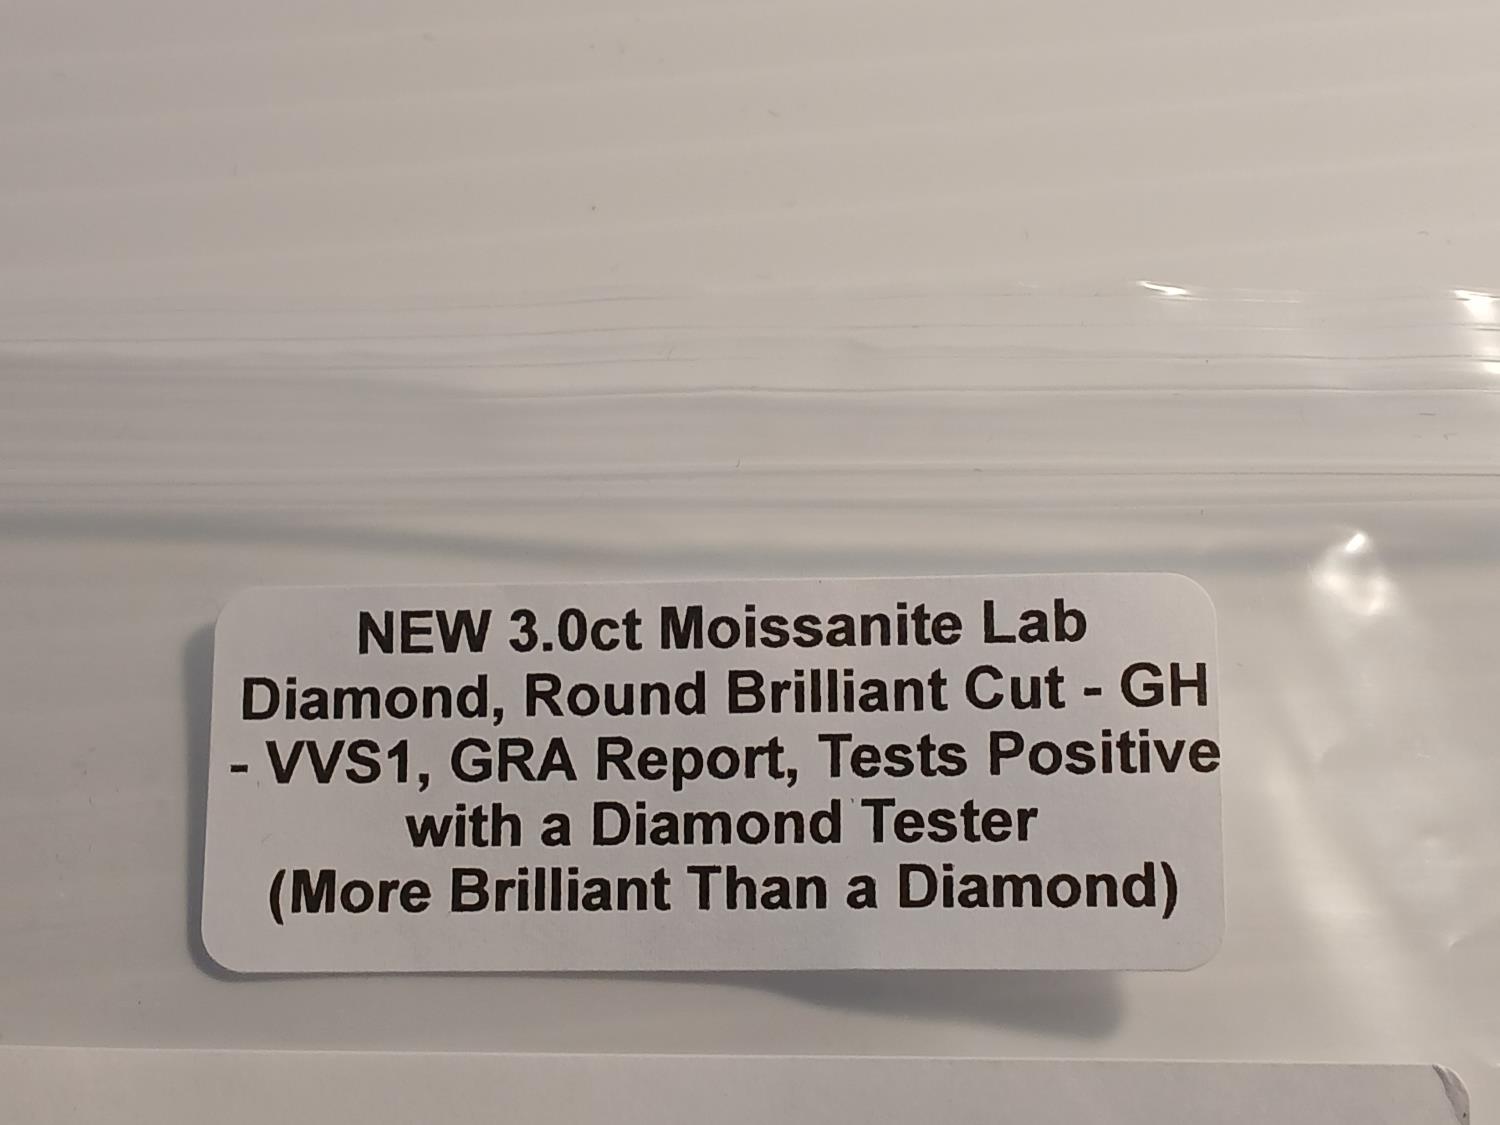 NEW 3.0ct Moissanite Lab
Diamond, Round Brilliant Cut - GH
- VVS1, GRA Report, Tests Positive
with a Diamond Tester
(More Brilliant Than a Diamond)